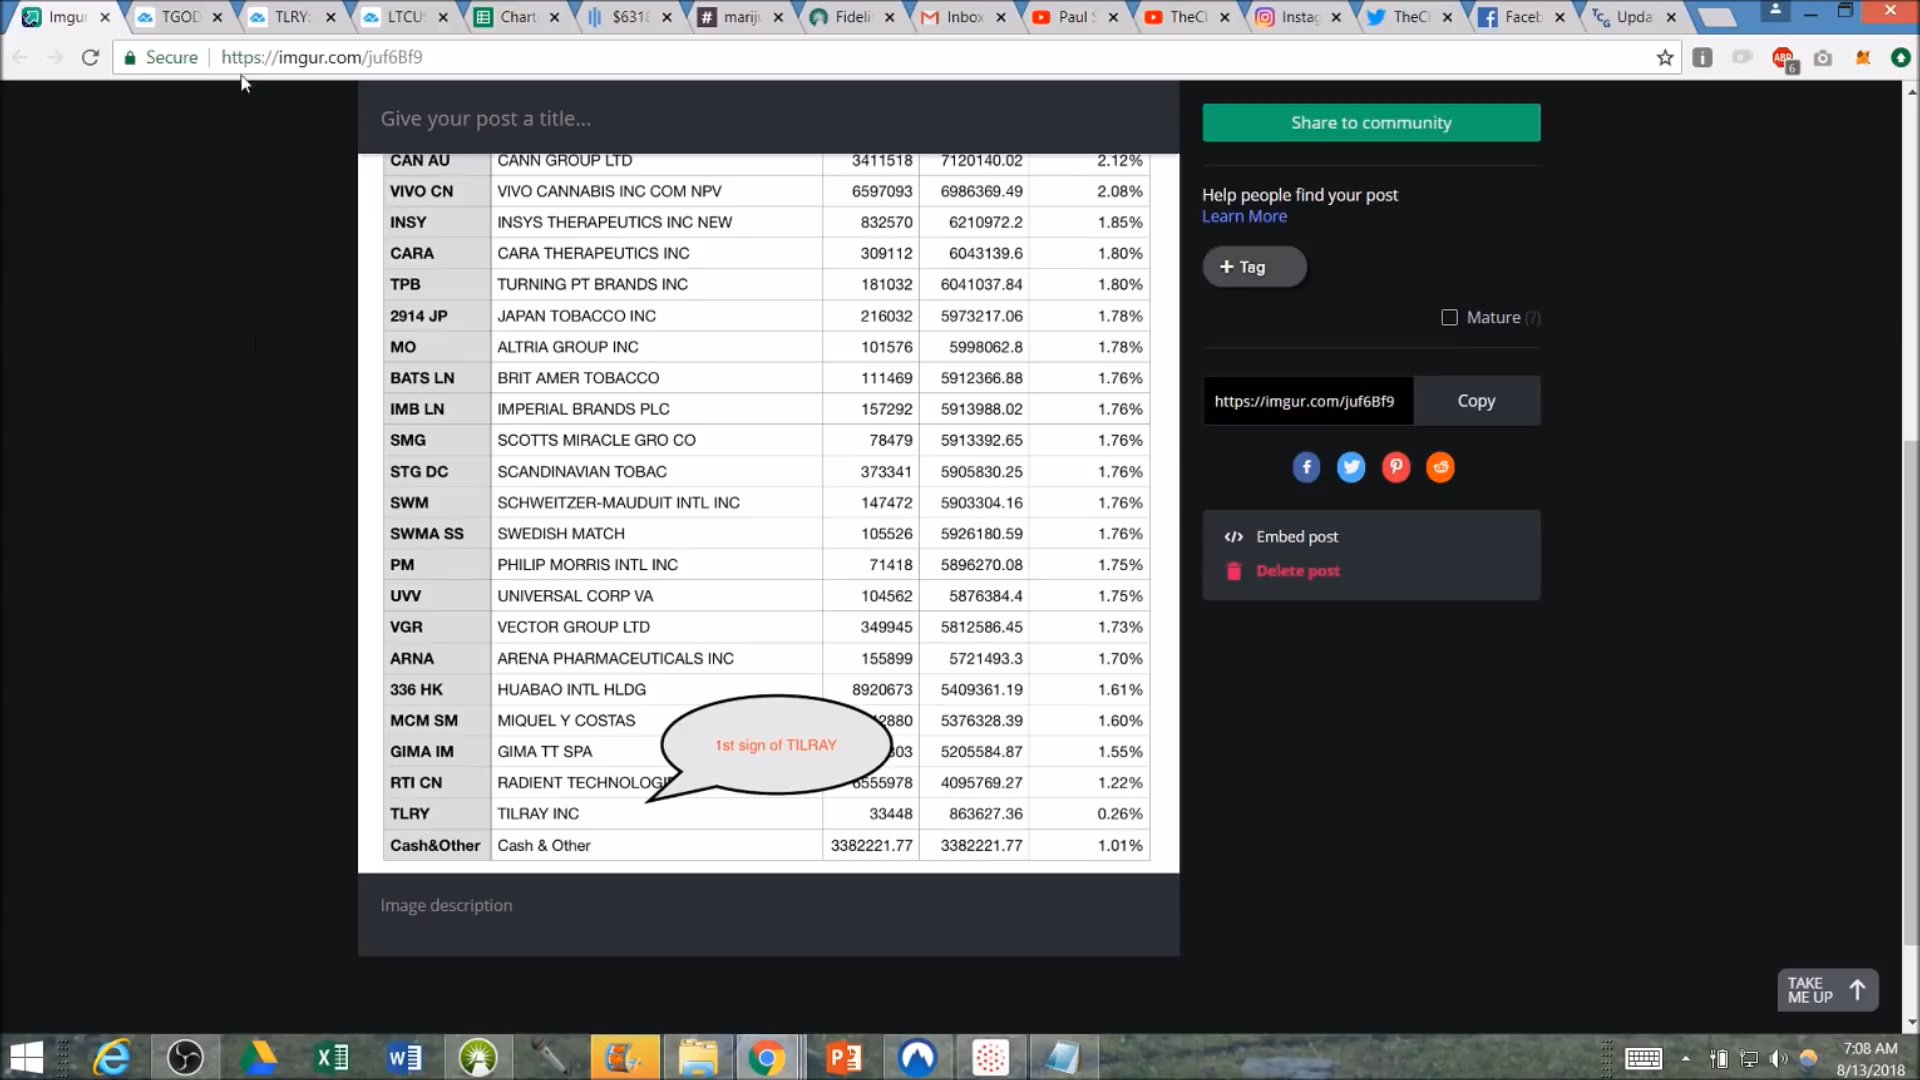 Imgur
TGOD
TLRY:
LTCU
Chart
$631
# mariju
Fideli
Inbox
Paul
TheCl
Instag
TheC
Faceb
Upda
Secure https://imgur.com/juf6Bf9
ABP 6
Give your post a title...
CAN AU CANN GROUP LTD 3411518 7120140.02 2.12%
VIVO CN VIVO CANNABIS INC COM NPV 6597093 6986369.49 2.08%
INSY INSYS THERAPEUTICS INC NEW 832570 6210972.2 1.85%
CARA CARA THERAPEUTICS INC 309112 6043139.6 1.80%
TPB TURNING PT BRANDS INC 181032 6041037.84 1.80%
2914 JP JAPAN TOBACCO INC 216032 5973217.06 1.78%
MO ALTRIA GROUP INC 101576 5998062.8 1.78%
BATS LN BRIT AMER TOBACCO 111469 5912366.88 1.76%
IMB LN IMPERIAL BRANDS PLC 157292 5913988.02 1.76%
SMG SCOTTS MIRACLE GRO CO 78479 5913392.65 1.76%
STG DC SCANDINAVIAN TOBAC 373341 5905830.25 1.76%
SWM SCHWEITZER-MAUDUIT INTL INC 147472 5903304.16 1.76%
SWMA SS SWEDISH MATCH 105526 5926180.59 1.76%
PM PHILIP MORRIS INTL INC 71418 5896270.08 1.75%
UVV UNIVERSAL CORP VA 104562 5876384.4 1.75%
VGR VECTOR GROUP LTD 349945 5812586.45 1.73%
ARNA ARENA PHARMACEUTICALS INC 155899 5721493.3 1.70%
336 HK HUABAO INTL HLDG 8920673 5409361.19 1.61%
MCM SM MIQUEL Y COSTAS 2880 5376328.39 1.60%
1st sign of TILRAY
GIMA IM GIMA TT SPA 303 5205584.87 1.55%
RTI CN RADIENT TECHNOLOGI 6555978 4095769.27 1.22%
TLRY TILRAY INC 33448 863627.36 0.26%
Cash&Other Cash & Other 3382221.77 3382221.77 1.01%
Image description
Share to community
Help people find your post
Learn More
+ Tag
Mature (?)
https://imgur.com/juf6Bf9 Copy
</> Embed post
Delete post
TAKE
ME UP
7:08 AM
8/13/2018